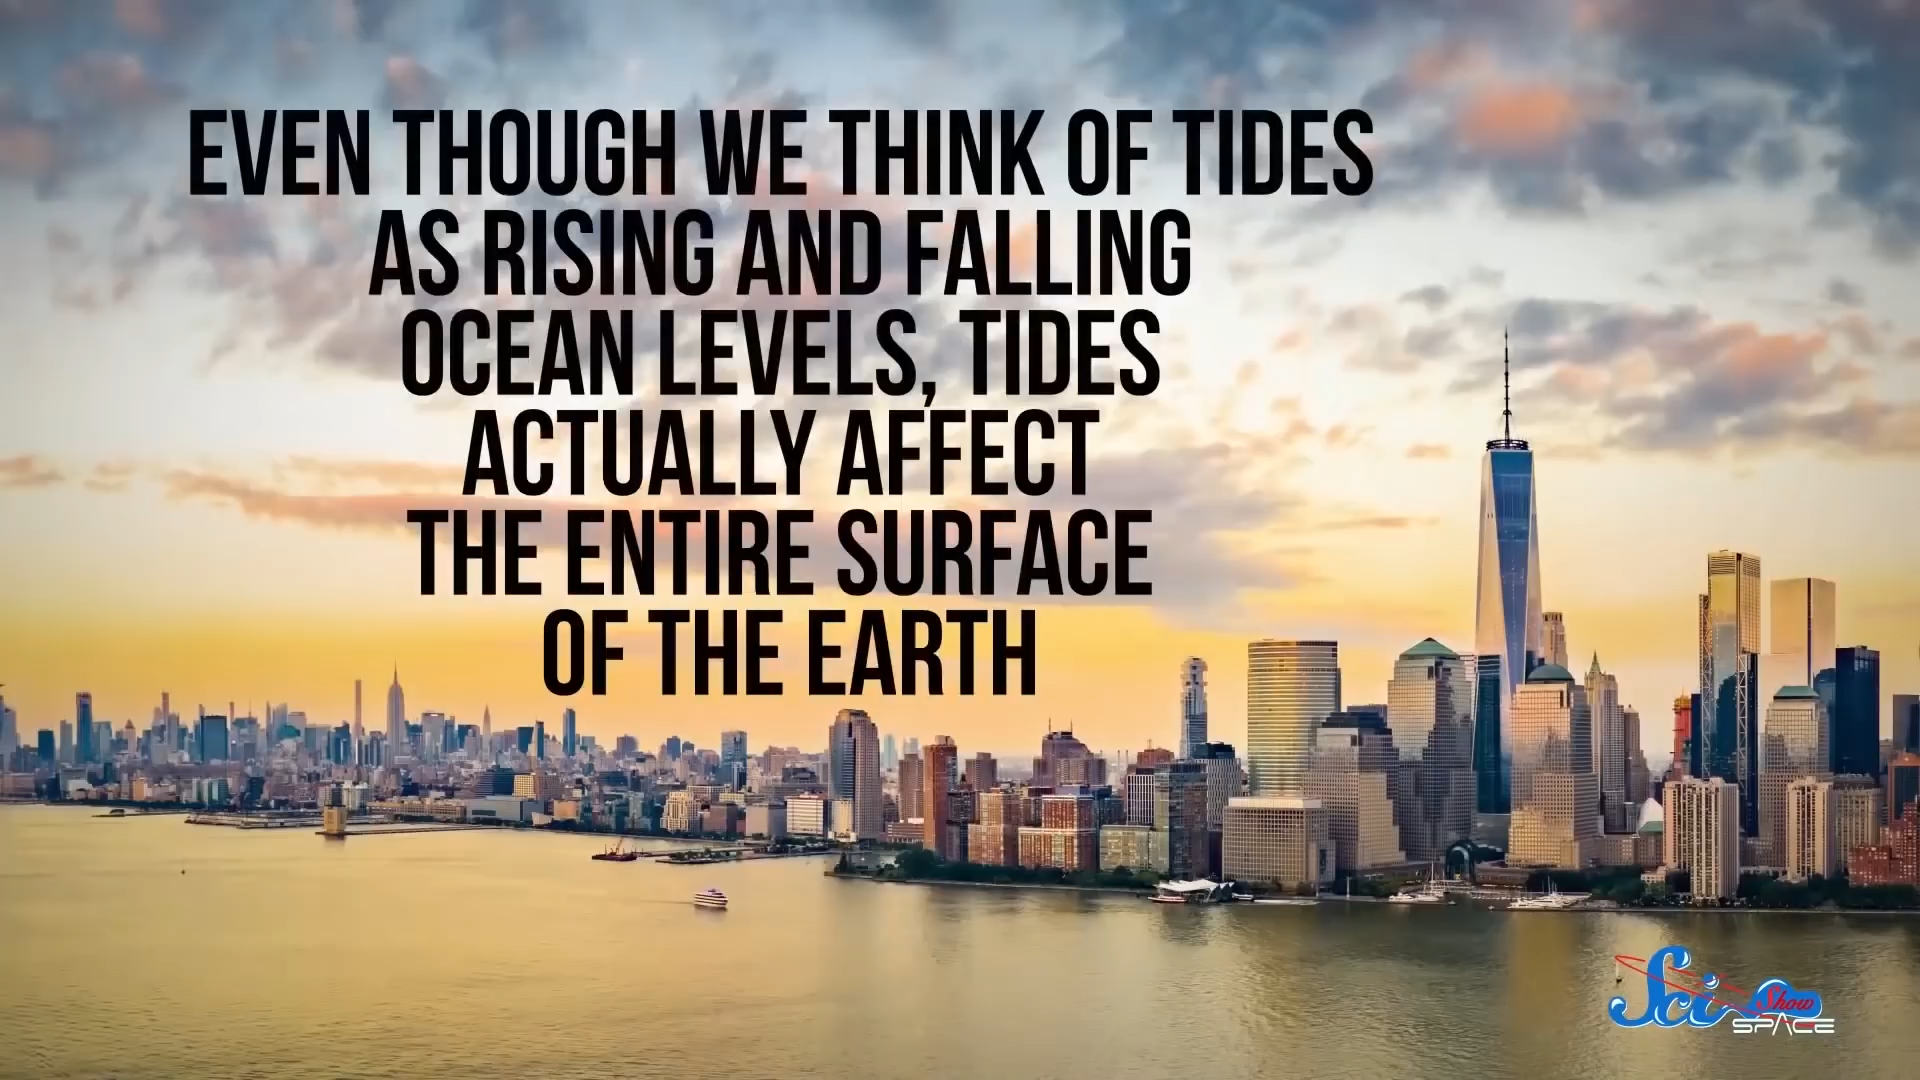 EVEN THOUGH WE THINK OF TIDES
AS RISING AND FALLING
OCEAN LEVELS, TIDES
ACTUALLY AFFECT
THE ENTIRE SURFACE
OF THE EARTH
Sci Show
SPACE